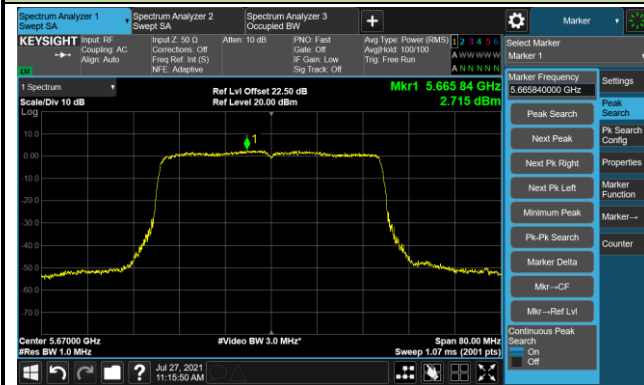 Spectrum Analyzer 1
Swept SA
Spectrum Analyzer 2
Swept SA
Spectrum Analyzer 3
Occupied BW
+
Marker
KEYSIGHT
Input: RF
Coupling: AC
Align: Auto
Input Z: 50 Ω
Corrections: Off
Freq Ref: Int (S)
NFE: Adaptive
Atten: 10 dB
PNO: Fast
Gate: Off
IF Gain: Low
Sig Track: Off
Avg Type: Power (RMS)
Avg|Hold: 100/100
Trig: Free Run
1 2 3 4 5 6
A W W W W W
A N N N N N
LXI
Select Marker
Marker 1
1 Spectrum
Scale/Div 10 dB
Log
Ref Lvl Offset 22.50 dB
Ref Level 20.00 dBm
Mkr1 5.665 84 GHz
2.715 dBm
1
10.0
0.00
-10.0
-20.0
-30.0
-40.0
-50.0
-60.0
-70.0
Center 5.67000 GHz
#Res BW 1.0 MHz
#Video BW 3.0 MHz*
Span 80.00 MHz
Sweep 1.07 ms (2001 pts)
Marker Frequency
5.665840000 GHz
Peak Search
Next Peak
Next Pk Right
Next Pk Left
Minimum Peak
Pk-Pk Search
Marker Delta
Mkr→CF
Mkr→Ref Lvl
Continuous Peak
Search
On
Off
Settings
Peak
Search
Pk Search
Config
Properties
Marker
Function
Marker→
Counter
?
Jul 27, 2021
11:15:50 AM